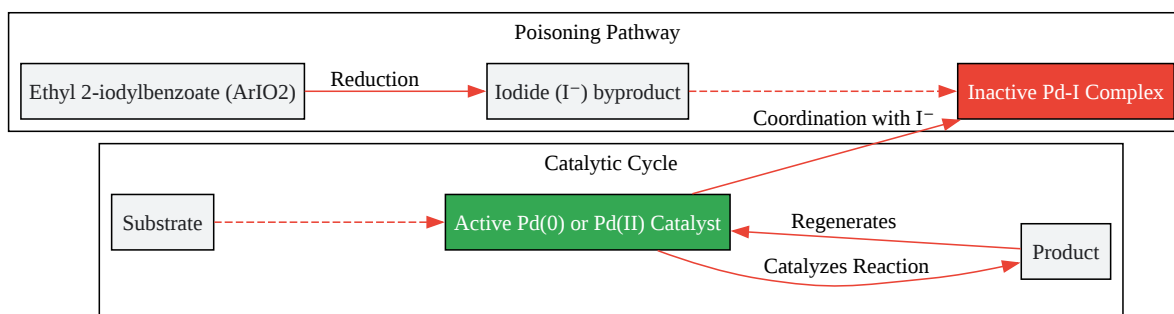 Poisoning Pathway
Ethyl 2-iodylbenzoate (ArIO2)
Reduction
Iodide (I⁻) byproduct
Inactive Pd-I Complex
Coordination with I⁻
Catalytic Cycle
Substrate
Active Pd(0) or Pd(II) Catalyst
Regenerates
Product
Catalyzes Reaction